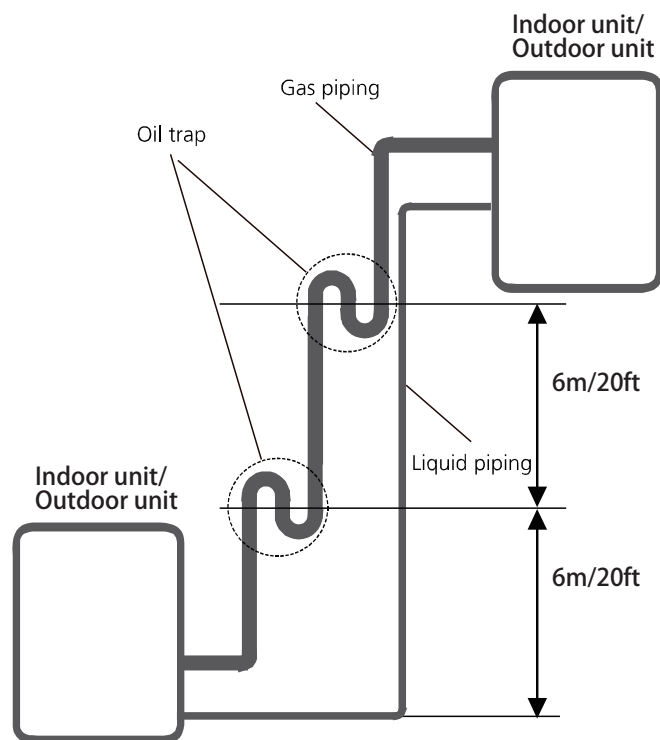 Indoor unit/
Outdoor unit
Gas piping
Oil trap
6m/20ft
Liquid piping
Indoor unit/
Outdoor unit
6m/20ft